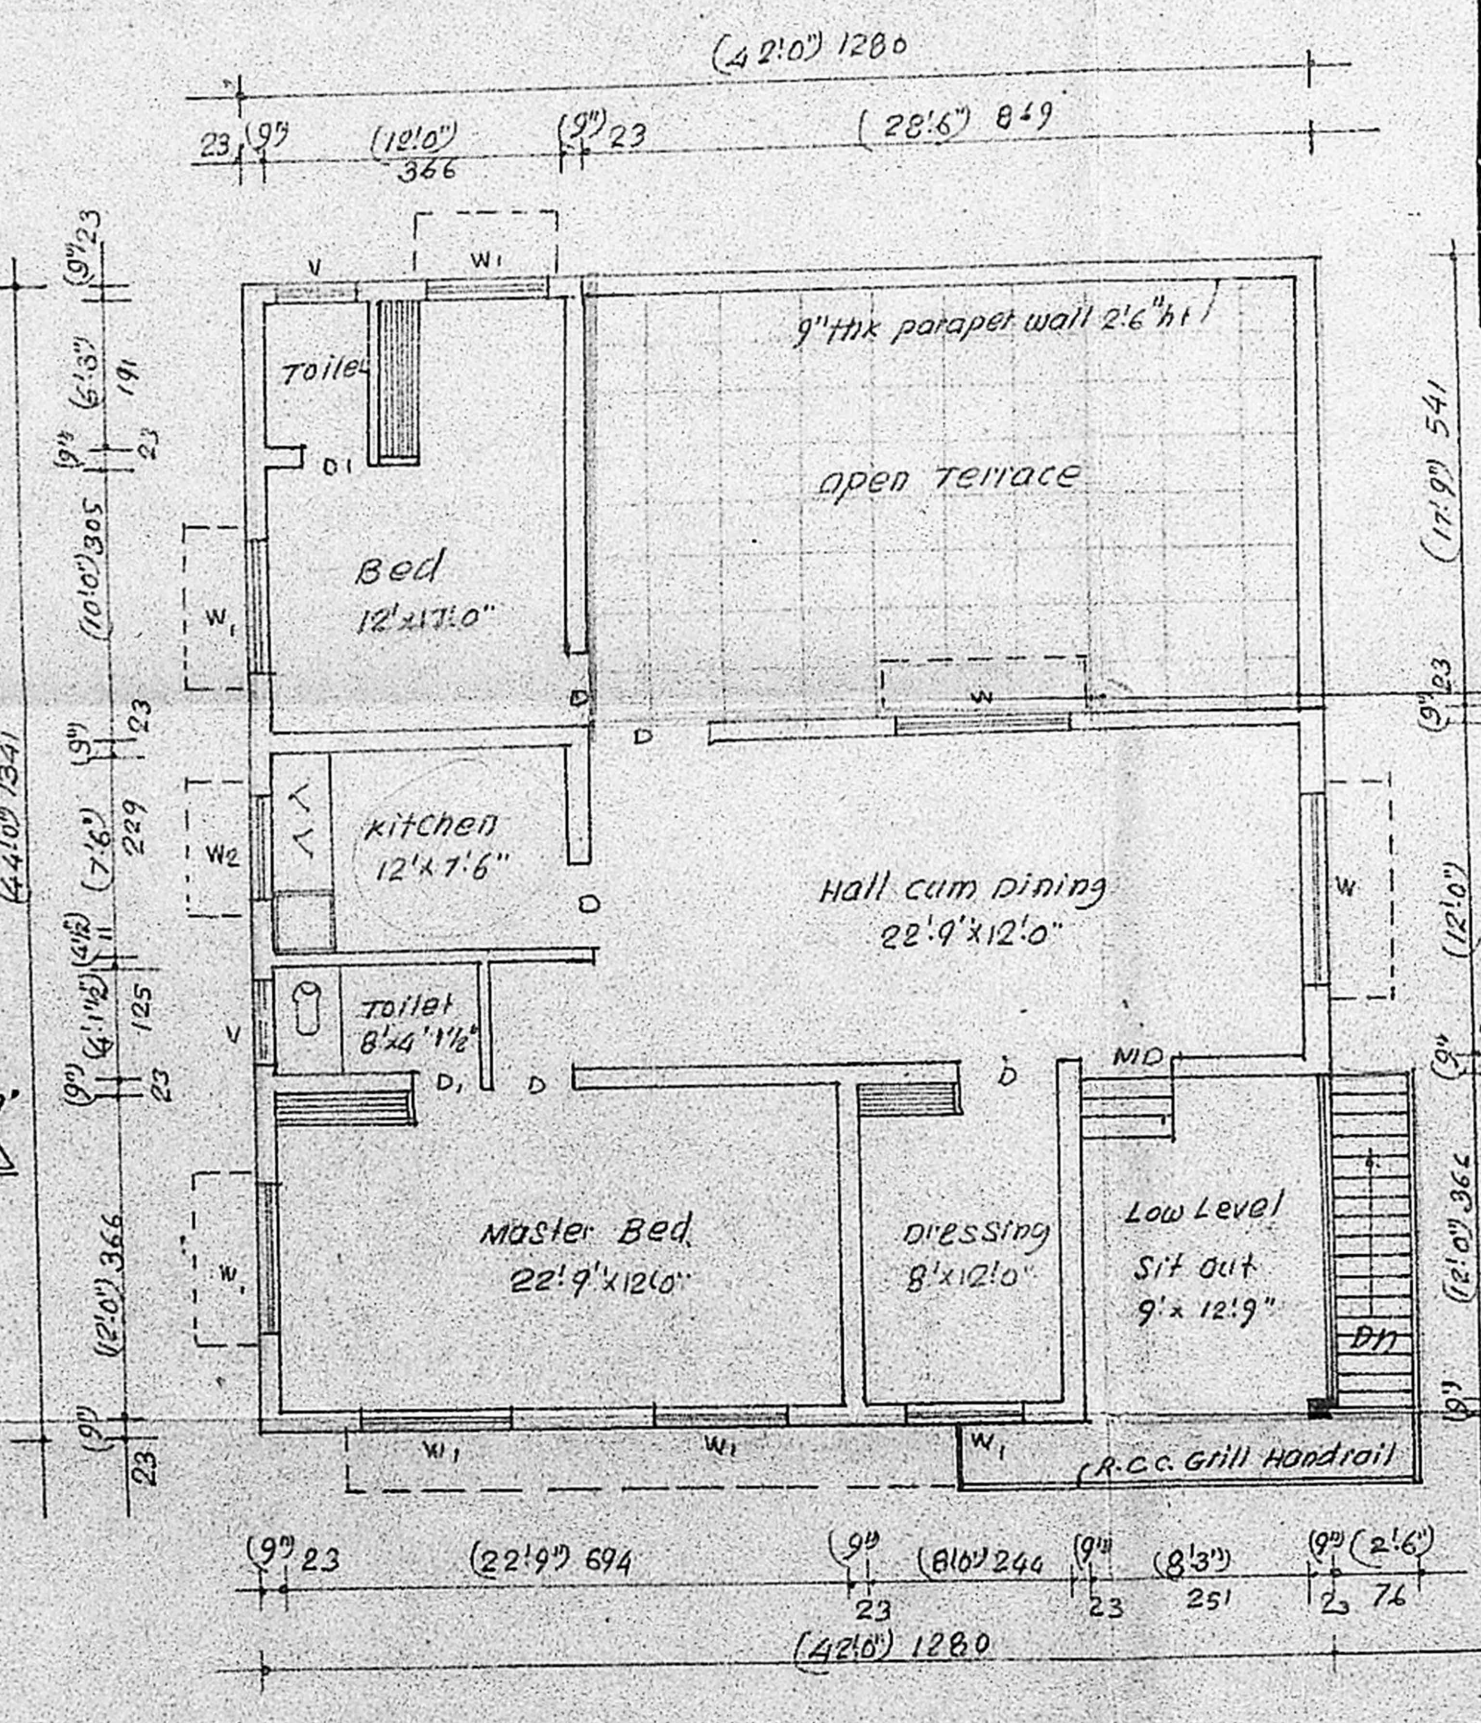 (42'0") 1280
23 (9") (12'0") (9") 23 (28'6") 869
366
V W1
(9") 23
9"thk parapet wall 2'6"ht
Toilet
(6'3") 191
(17'9") 541
(9") 23
D1
Open Terrace
(10'0") 305
Bed
12'x17'0"
W1
(9") 23
D
W
(9") 23
D
(44'0") 1341
(7'6") 229
Kitchen
12'x7'6"
W2
Hall Cum Dining
22'9"x12'0"
W
(12'0")
D
(4½") 11
(4'1½") 125
Toilet
8'x4'1½"
V
(9") 23
D1 D D MD
(9")
Master Bed
22'9"x12'0"
Dressing
8'x12'0"
Low Level
Sit out
9'x 12'9"
(12'0") 366
W1
(12'0") 366
Dn
(9") 23
(9")
W1 W1 W1
R.C.C. Grill Handrail
(9") 23 (22'9") 694 (9") (8'0") 244 (9") (8'3") (9") (2'6")
23 23 251 23 76
(42'0") 1280